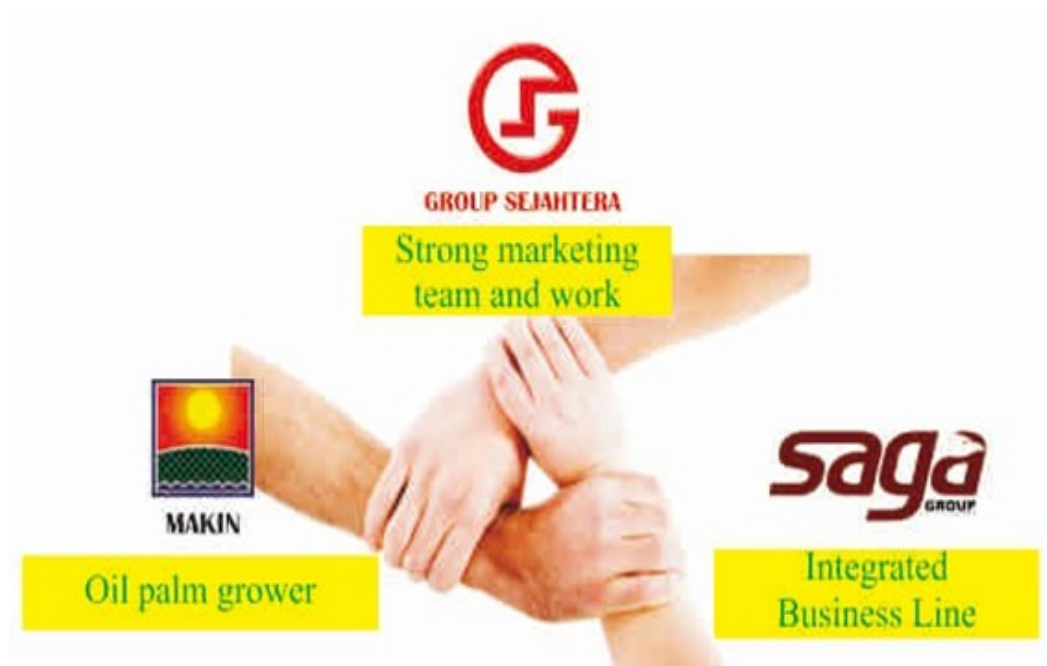 GROUP SEJAHTERA
Strong marketing
team and work
MAKIN
Oil palm grower
saga
GROUP
Integrated
Business Line